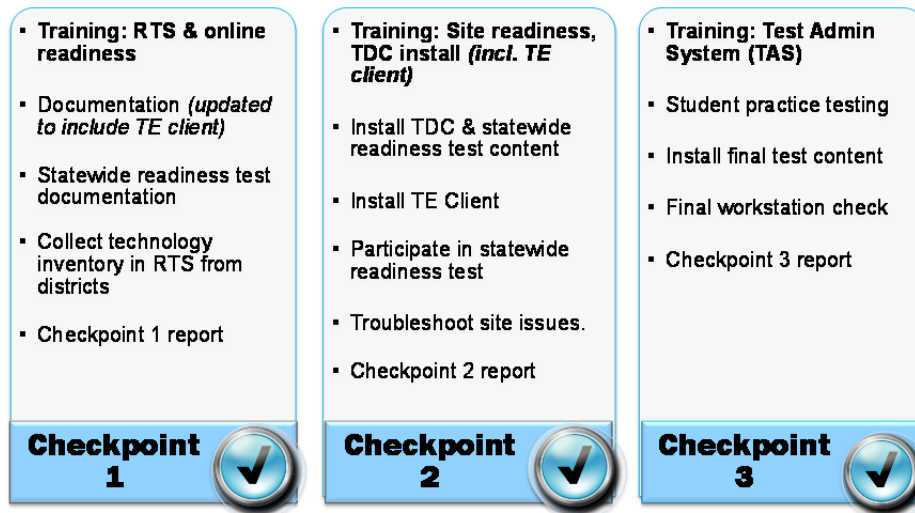 ▪ Training: RTS & online
readiness
▪ Documentation (updated
to include TE client)
▪ Statewide readiness test
documentation
▪ Collect technology
inventory in RTS from
districts
▪ Checkpoint 1 report
Checkpoint
1
▪ Training: Site readiness,
TDC install (incl. TE
client)
▪ Install TDC & statewide
readiness test content
▪ Install TE Client
▪ Participate in statewide
readiness test
▪ Troubleshoot site issues.
▪ Checkpoint 2 report
Checkpoint
2
▪ Training: Test Admin
System (TAS)
▪ Student practice testing
▪ Install final test content
▪ Final workstation check
▪ Checkpoint 3 report
Checkpoint
3